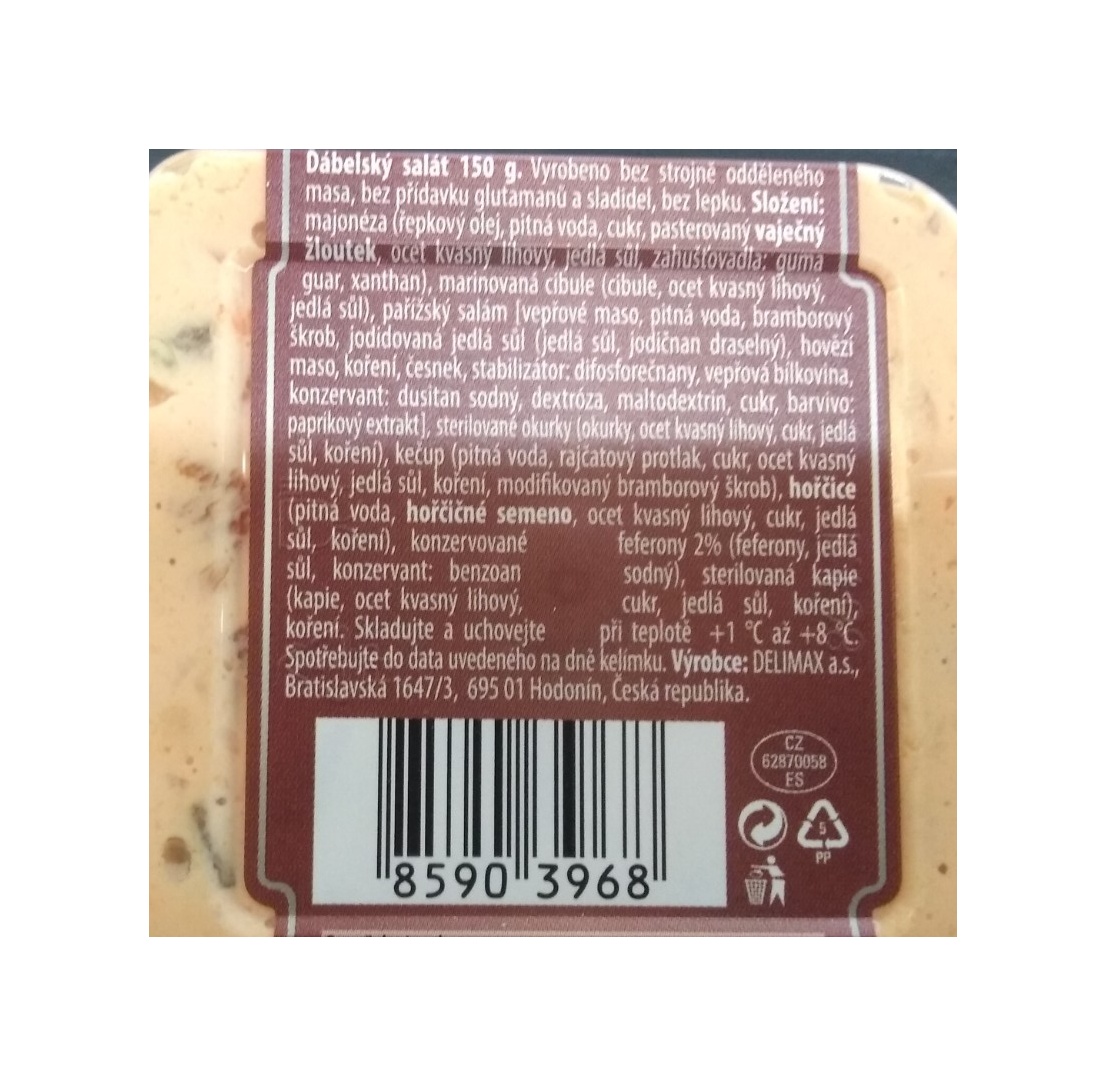 Ďábelský salát 150 g. Vyrobeno bez strojně odděleného
masa, bez přídavku glutamanů a sladidel, bez lepku. Složení:
majonéza (řepkový olej, pitná voda, cukr, pasterovaný vaječný
žloutek, ocet kvasný lihový, jedlá sůl, zahušťovadla: guma
guar, xanthan), marinovaná cibule (cibule, ocet kvasný lihový,
jedlá sůl), pařížský salám [vepřové maso, pitná voda, bramborový
škrob, jodidovaná jedlá sůl (jedlá sůl, jodičnan draselný), hovězí
maso, koření, česnek, stabilizátor: difosforečnany, vepřová bílkovina,
konzervant: dusitan sodný, dextróza, maltodextrin, cukr, barvivo:
paprikový extrakt], sterilované okurky (okurky, ocet kvasný lihový, cukr, jedlá
sůl, koření), kečup (pitná voda, rajčatový protlak, cukr, ocet kvasný
lihový, jedlá sůl, koření, modifikovaný bramborový škrob), hořčice
(pitná voda, hořčičné semeno, ocet kvasný lihový, cukr, jedlá
sůl, koření), konzervované feferony 2% (feferony, jedlá
sůl, konzervant: benzoan sodný), sterilovaná kapie
(kapie, ocet kvasný lihový, cukr, jedlá sůl, koření),
koření. Skladujte a uchovejte při teplotě +1 °C až +8 °C.
Spotřebujte do data uvedeného na dně kelímku. Výrobce: DELIMAX a.s.,
Bratislavská 1647/3, 695 01 Hodonín, Česká republika.
CZ
62870058
ES
5
PP
8590 3968